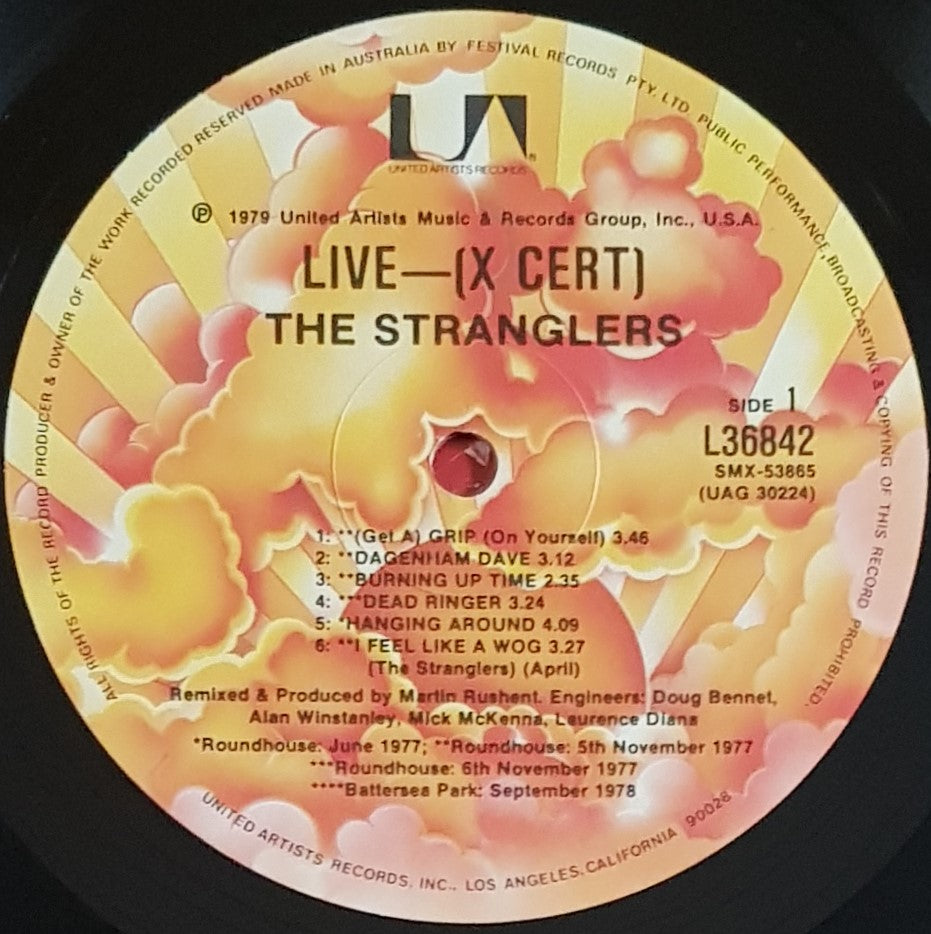 ALL RIGHTS OF THE RECORD PRODUCER & OWNER OF THE WORK RECORDED RESERVED MADE IN AUSTRALIA BY FESTIVAL RECORDS PTY. LTD. PUBLIC PERFORMANCE, BROADCASTING & COPYING OF THIS RECORD PROHIBITED.
UA®
UNITED ARTISTS RECORDS
℗ 1979 United Artists Music & Records Group, Inc., U.S.A.
LIVE—(X CERT)
THE STRANGLERS
SIDE 1
L36842
SMX-53865
(UAG 30224)
1: **(Get A) GRIP (On Yourself) 3.46
2: **DAGENHAM DAVE 3.12
3: **BURNING UP TIME 2.35
4: ***DEAD RINGER 3.24
5: *HANGING AROUND 4.09
6: **I FEEL LIKE A WOG 3.27
(The Stranglers) (April)
Remixed & Produced by Martin Rushent. Engineers: Doug Bennet,
Alan Winstanley, Mick McKenna, Laurence Diana
*Roundhouse: June 1977; **Roundhouse: 5th November 1977
***Roundhouse: 6th November 1977
****Battersea Park: September 1978
UNITED ARTISTS RECORDS, INC., LOS ANGELES, CALIFORNIA 90028